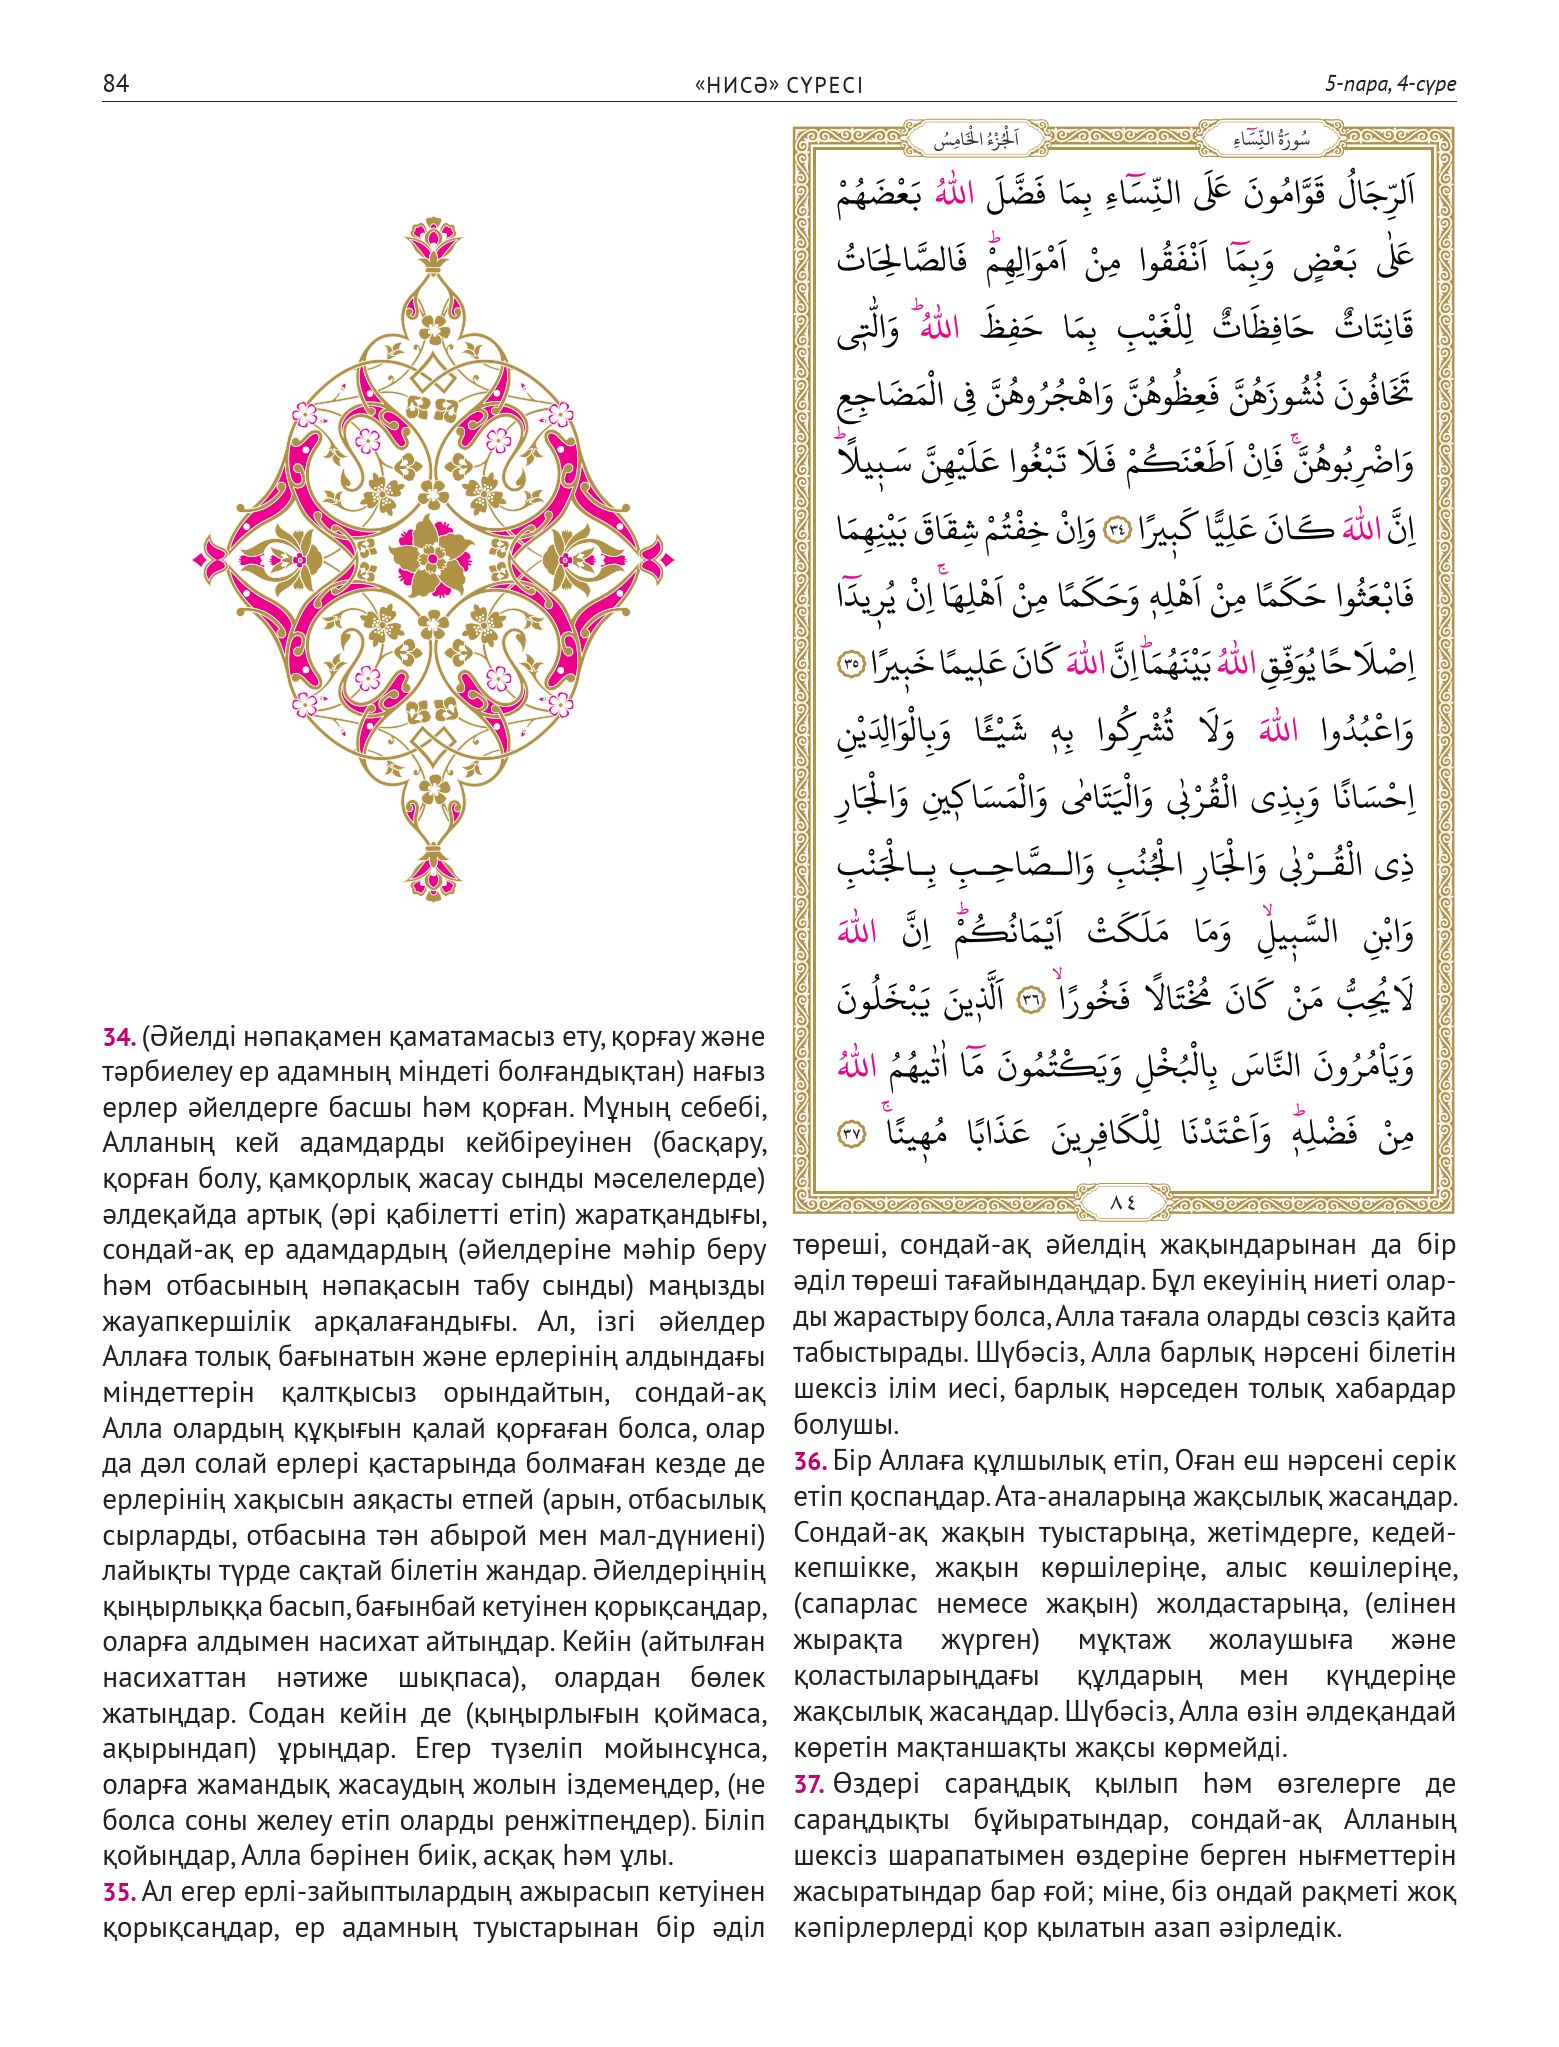 84
«НИСӘ» СҮРЕСІ
5-пара, 4-сүре
اَلْجُزْءُ الْخَامِسُ
سُورَةُ النِّسَٓاءِ
اَلرِّجَالُ قَوَّامُونَ عَلَى النِّسَٓاءِ بِمَا فَضَّلَ اللّٰهُ بَعْضَهُمْ
عَلٰى بَعْضٍ وَبِمَٓا اَنْفَقُوا مِنْ اَمْوَالِهِمْۜ فَالصَّالِحَاتُ
قَانِتَاتٌ حَافِظَاتٌ لِلْغَيْبِ بِمَا حَفِظَ اللّٰهُۜ وَالّٰت۪ى
تَخَافُونَ نُشُوزَهُنَّ فَعِظُوهُنَّ وَاهْجُرُوهُنَّ فِى الْمَضَاجِعِ
وَاضْرِبُوهُنَّۚ فَاِنْ اَطَعْنَكُمْ فَلَا تَبْغُوا عَلَيْهِنَّ سَب۪يلًاۜ
اِنَّ اللّٰهَ كَانَ عَلِيًّا كَب۪يرًا ﴿٣٤﴾ وَاِنْ خِفْتُمْ شِقَاقَ بَيْنِهِمَا
فَابْعَثُوا حَكَمًا مِنْ اَهْلِه۪ وَحَكَمًا مِنْ اَهْلِهَاۚ اِنْ يُر۪يدَٓا
اِصْلَاحًا يُوَفِّقِ اللّٰهُ بَيْنَهُمَاۜ اِنَّ اللّٰهَ كَانَ عَل۪يمًا خَب۪يرًا ﴿٣٥﴾
وَاعْبُدُوا اللّٰهَ وَلَا تُشْرِكُوا بِه۪ شَيْـًٔا وَبِالْوَالِدَيْنِ
اِحْسَانًا وَبِذِى الْقُرْبٰى وَالْيَتَامٰى وَالْمَسَاك۪ينِ وَالْجَارِ
ذِى الْقُرْبٰى وَالْجَارِ الْجُنُبِ وَالصَّاحِبِ بِالْجَنْبِ
وَابْنِ السَّب۪يلِۙ وَمَا مَلَكَتْ اَيْمَانُكُمْۜ اِنَّ اللّٰهَ
لَا يُحِبُّ مَنْ كَانَ مُخْتَالًا فَخُورًاۙ ﴿٣٦﴾ اَلَّذ۪ينَ يَبْخَلُونَ
وَيَاْمُرُونَ النَّاسَ بِالْبُخْلِ وَيَكْتُمُونَ مَٓا اٰتٰيهُمُ اللّٰهُ
مِنْ فَضْلِه۪ۜ وَاَعْتَدْنَا لِلْكَافِر۪ينَ عَذَابًا مُه۪ينًاۚ ﴿٣٧﴾
٨٤
34. (Әйелді нәпақамен қаматамасыз ету, қорғау және
тәрбиелеу ер адамның міндеті болғандықтан) нағыз
ерлер әйелдерге басшы һәм қорған. Мұның себебі,
Алланың кей адамдарды кейбіреуінен (басқару,
қорған болу, қамқорлық жасау сынды мәселелерде)
әлдеқайда артық (әрі қабілетті етіп) жаратқандығы,
сондай-ақ ер адамдардың (әйелдеріне мәһір беру
һәм отбасының нәпақасын табу сынды) маңызды
жауапкершілік арқалағандығы. Ал, ізгі әйелдер
Аллаға толық бағынатын және ерлерінің алдындағы
міндеттерін қалтқысыз орындайтын, сондай-ақ
Алла олардың құқығын қалай қорғаған болса, олар
да дәл солай ерлері қастарында болмаған кезде де
ерлерінің хақысын аяқасты етпей (арын, отбасылық
сырларды, отбасына тән абырой мен мал-дүниені)
лайықты түрде сақтай білетін жандар. Әйелдеріңнің
қыңырлыққа басып, бағынбай кетуінен қорықсаңдар,
оларға алдымен насихат айтыңдар. Кейін (айтылған
насихаттан нәтиже шықпаса), олардан бөлек
жатыңдар. Содан кейін де (қыңырлығын қоймаса,
ақырындап) ұрыңдар. Егер түзеліп мойынсұнса,
оларға жамандық жасаудың жолын іздемеңдер, (не
болса соны желеу етіп оларды ренжітпеңдер). Біліп
қойыңдар, Алла бәрінен биік, асқақ һәм ұлы.
35. Ал егер ерлі-зайыптылардың ажырасып кетуінен
қорықсаңдар, ер адамның туыстарынан бір әділ
төреші, сондай-ақ әйелдің жақындарынан да бір
әділ төреші тағайындаңдар. Бұл екеуінің ниеті олар-
ды жарастыру болса, Алла тағала оларды сөзсіз қайта
табыстырады. Шүбәсіз, Алла барлық нәрсені білетін
шексіз ілім иесі, барлық нәрседен толық хабардар
болушы.
36. Бір Аллаға құлшылық етіп, Оған еш нәрсені серік
етіп қоспаңдар. Ата-аналарыңа жақсылық жасаңдар.
Сондай-ақ жақын туыстарыңа, жетімдерге, кедей-
кепшікке, жақын көршілеріңе, алыс көшілеріңе,
(сапарлас немесе жақын) жолдастарыңа, (елінен
жырақта жүрген) мұқтаж жолаушыға және
қоластыларыңдағы құлдарың мен күңдеріңе
жақсылық жасаңдар. Шүбәсіз, Алла өзін әлдеқандай
көретін мақтаншақты жақсы көрмейді.
37. Өздері сараңдық қылып һәм өзгелерге де
сараңдықты бұйыратындар, сондай-ақ Алланың
шексіз шарапатымен өздеріне берген нығметтерін
жасыратындар бар ғой; міне, біз ондай рақметі жоқ
кәпірлерлерді қор қылатын азап әзірледік.